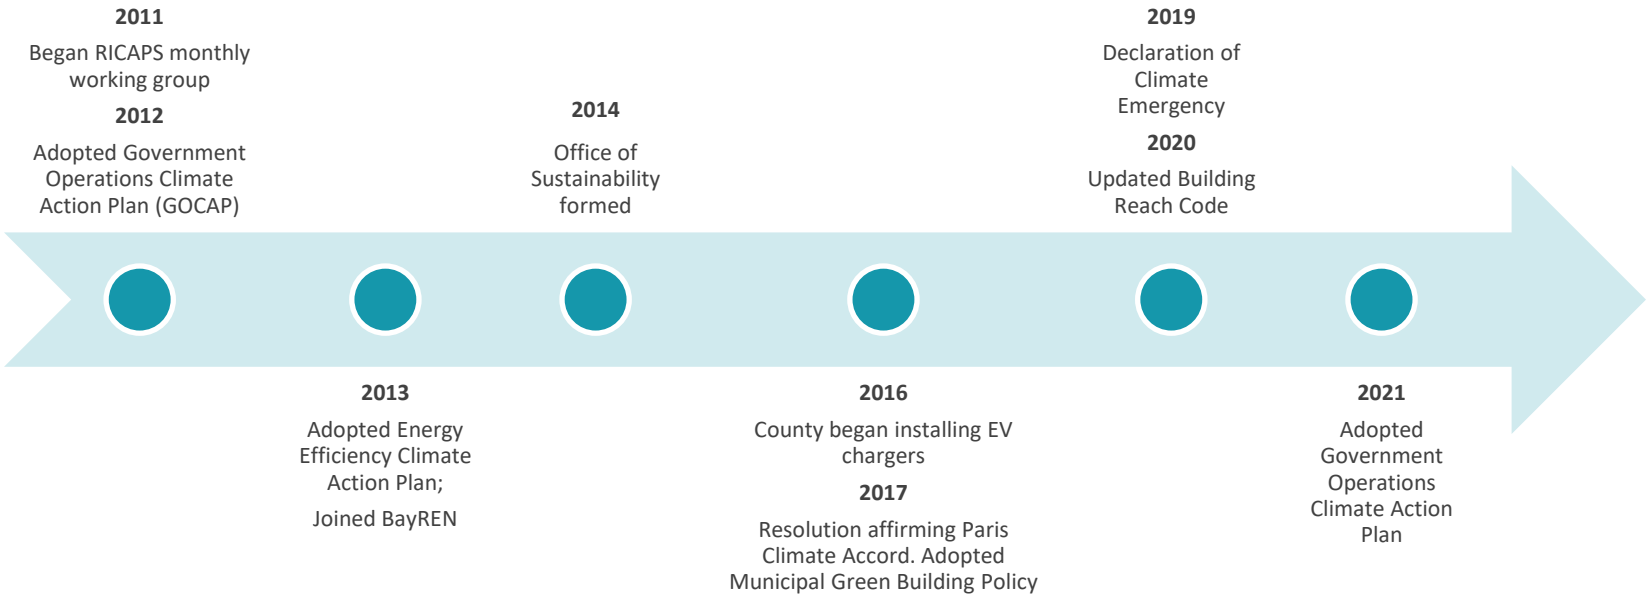 2011
Began RICAPS monthly
working group
2012
Adopted Government
Operations Climate
Action Plan (GOCAP)
2013
Adopted Energy
Efficiency Climate
Action Plan;
Joined BayREN
2014
Office of
Sustainability
formed
2016
County began installing EV
chargers
2017
Resolution affirming Paris
Climate Accord. Adopted
Municipal Green Building Policy
2019
Declaration of
Climate
Emergency
2020
Updated Building
Reach Code
2021
Adopted
Government
Operations
Climate Action
Plan